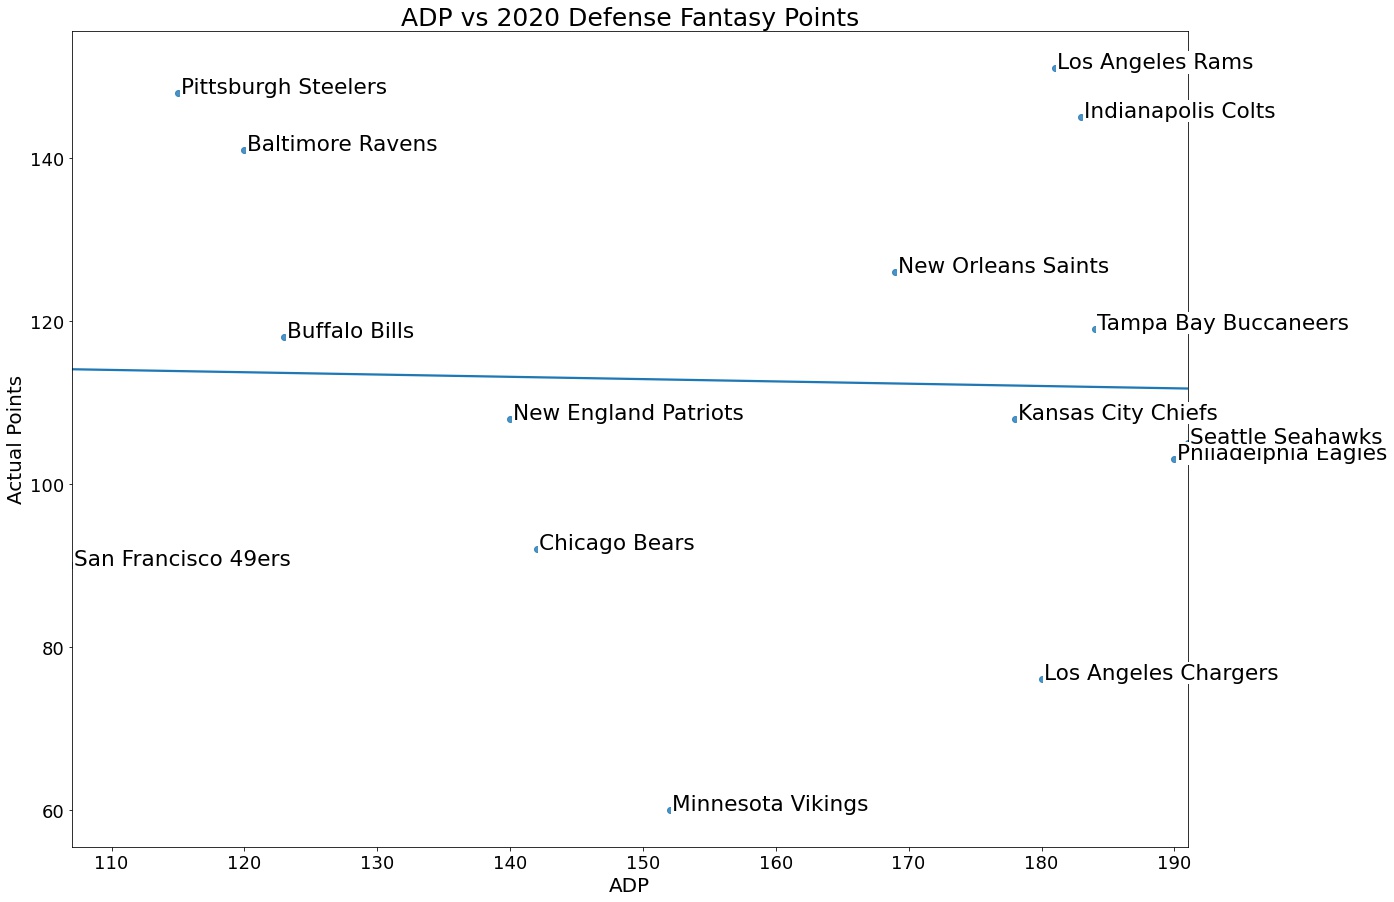 ADP vs 2020 Defense Fantasy Points
Los Angeles Rams
Pittsburgh Steelers
Indianapolis Colts
Baltimore Ravens
140
New Orleans Saints
Tampa Bay Buccaneers
120
Buffalo Bills
New England Patriots
Kansas City Chiefs
Seattle Seahawks
Philadelphia Eagles
Actual Points
100
Chicago Bears
San Francisco 49ers
80
Los Angeles Chargers
Minnesota Vikings
60
110 120 130 140 150 160 170 180 190
ADP